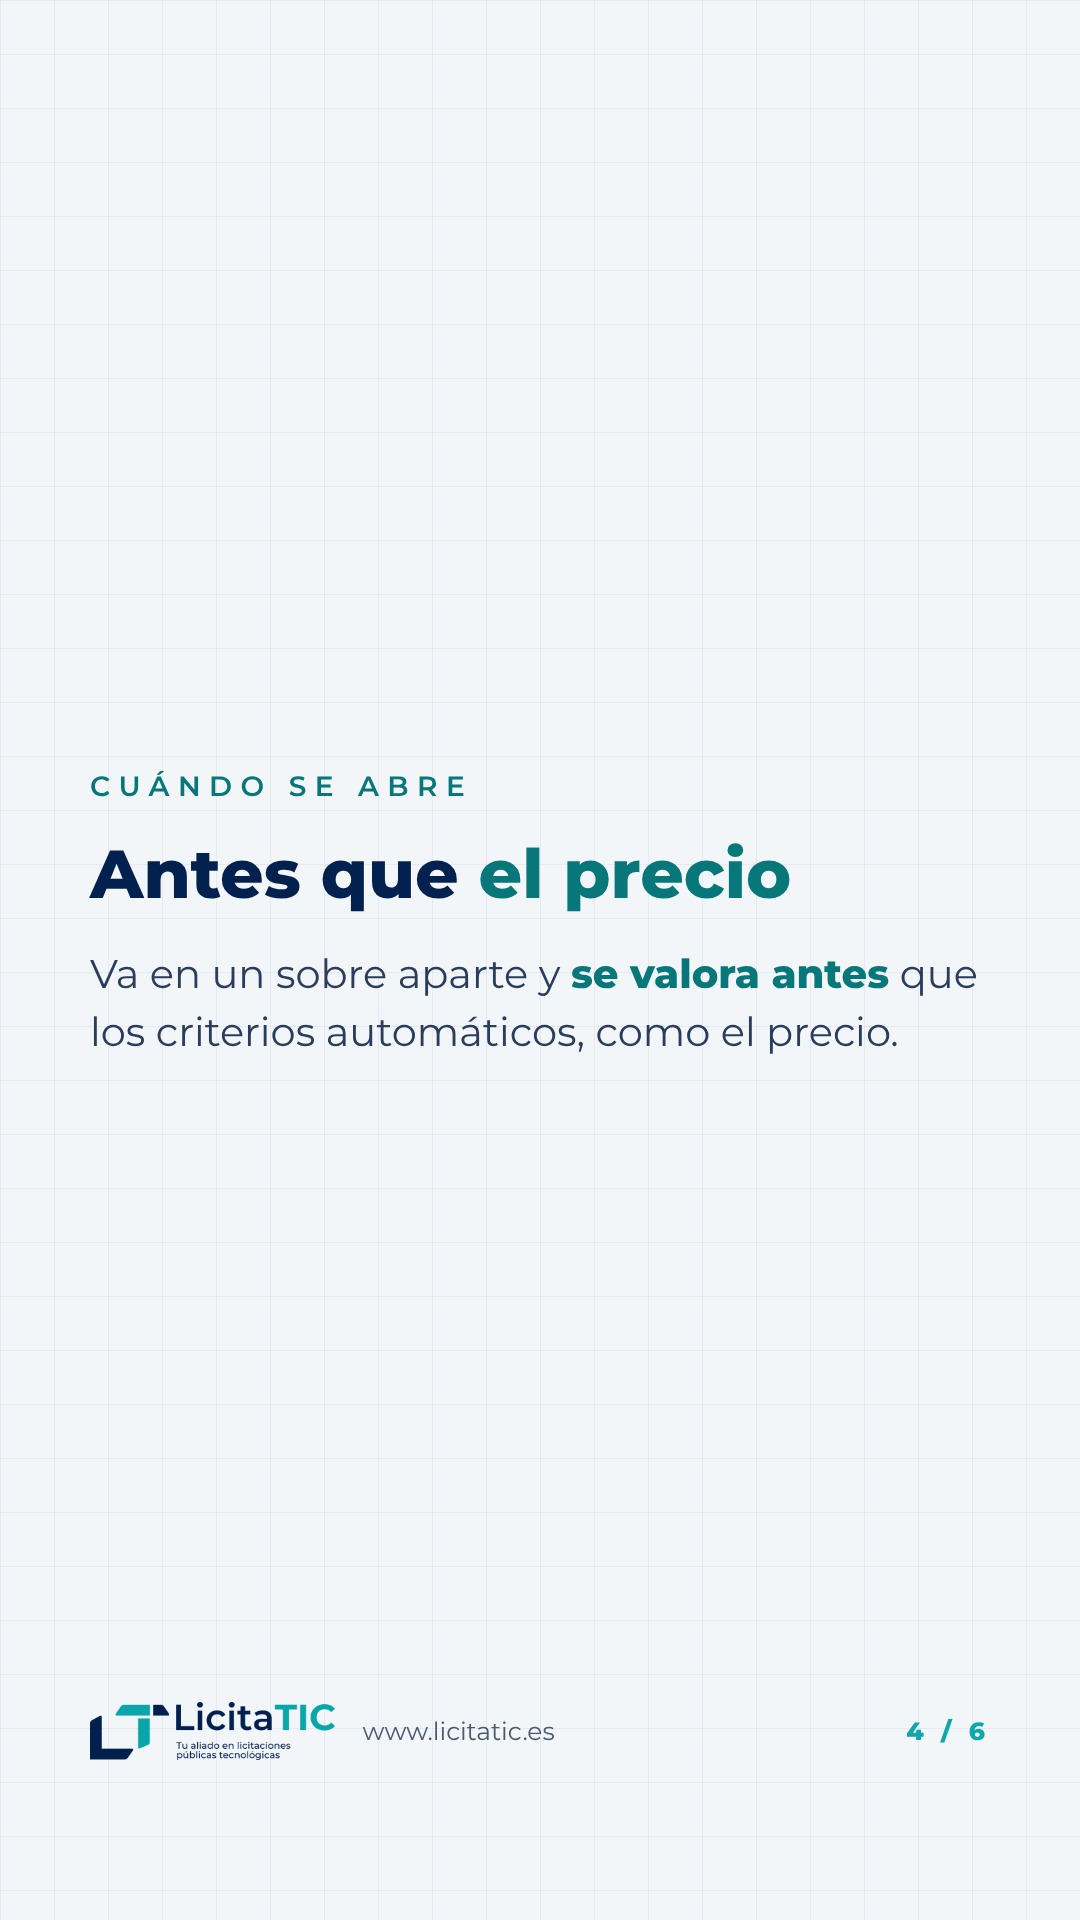 CUÁNDO SE ABRE
Antes que el precio
Va en un sobre aparte y se valora antes que
los criterios automáticos, como el precio.
LicitaTIC
Tu aliado en licitaciones
públicas tecnológicas
www.licitatic.es
4 / 6